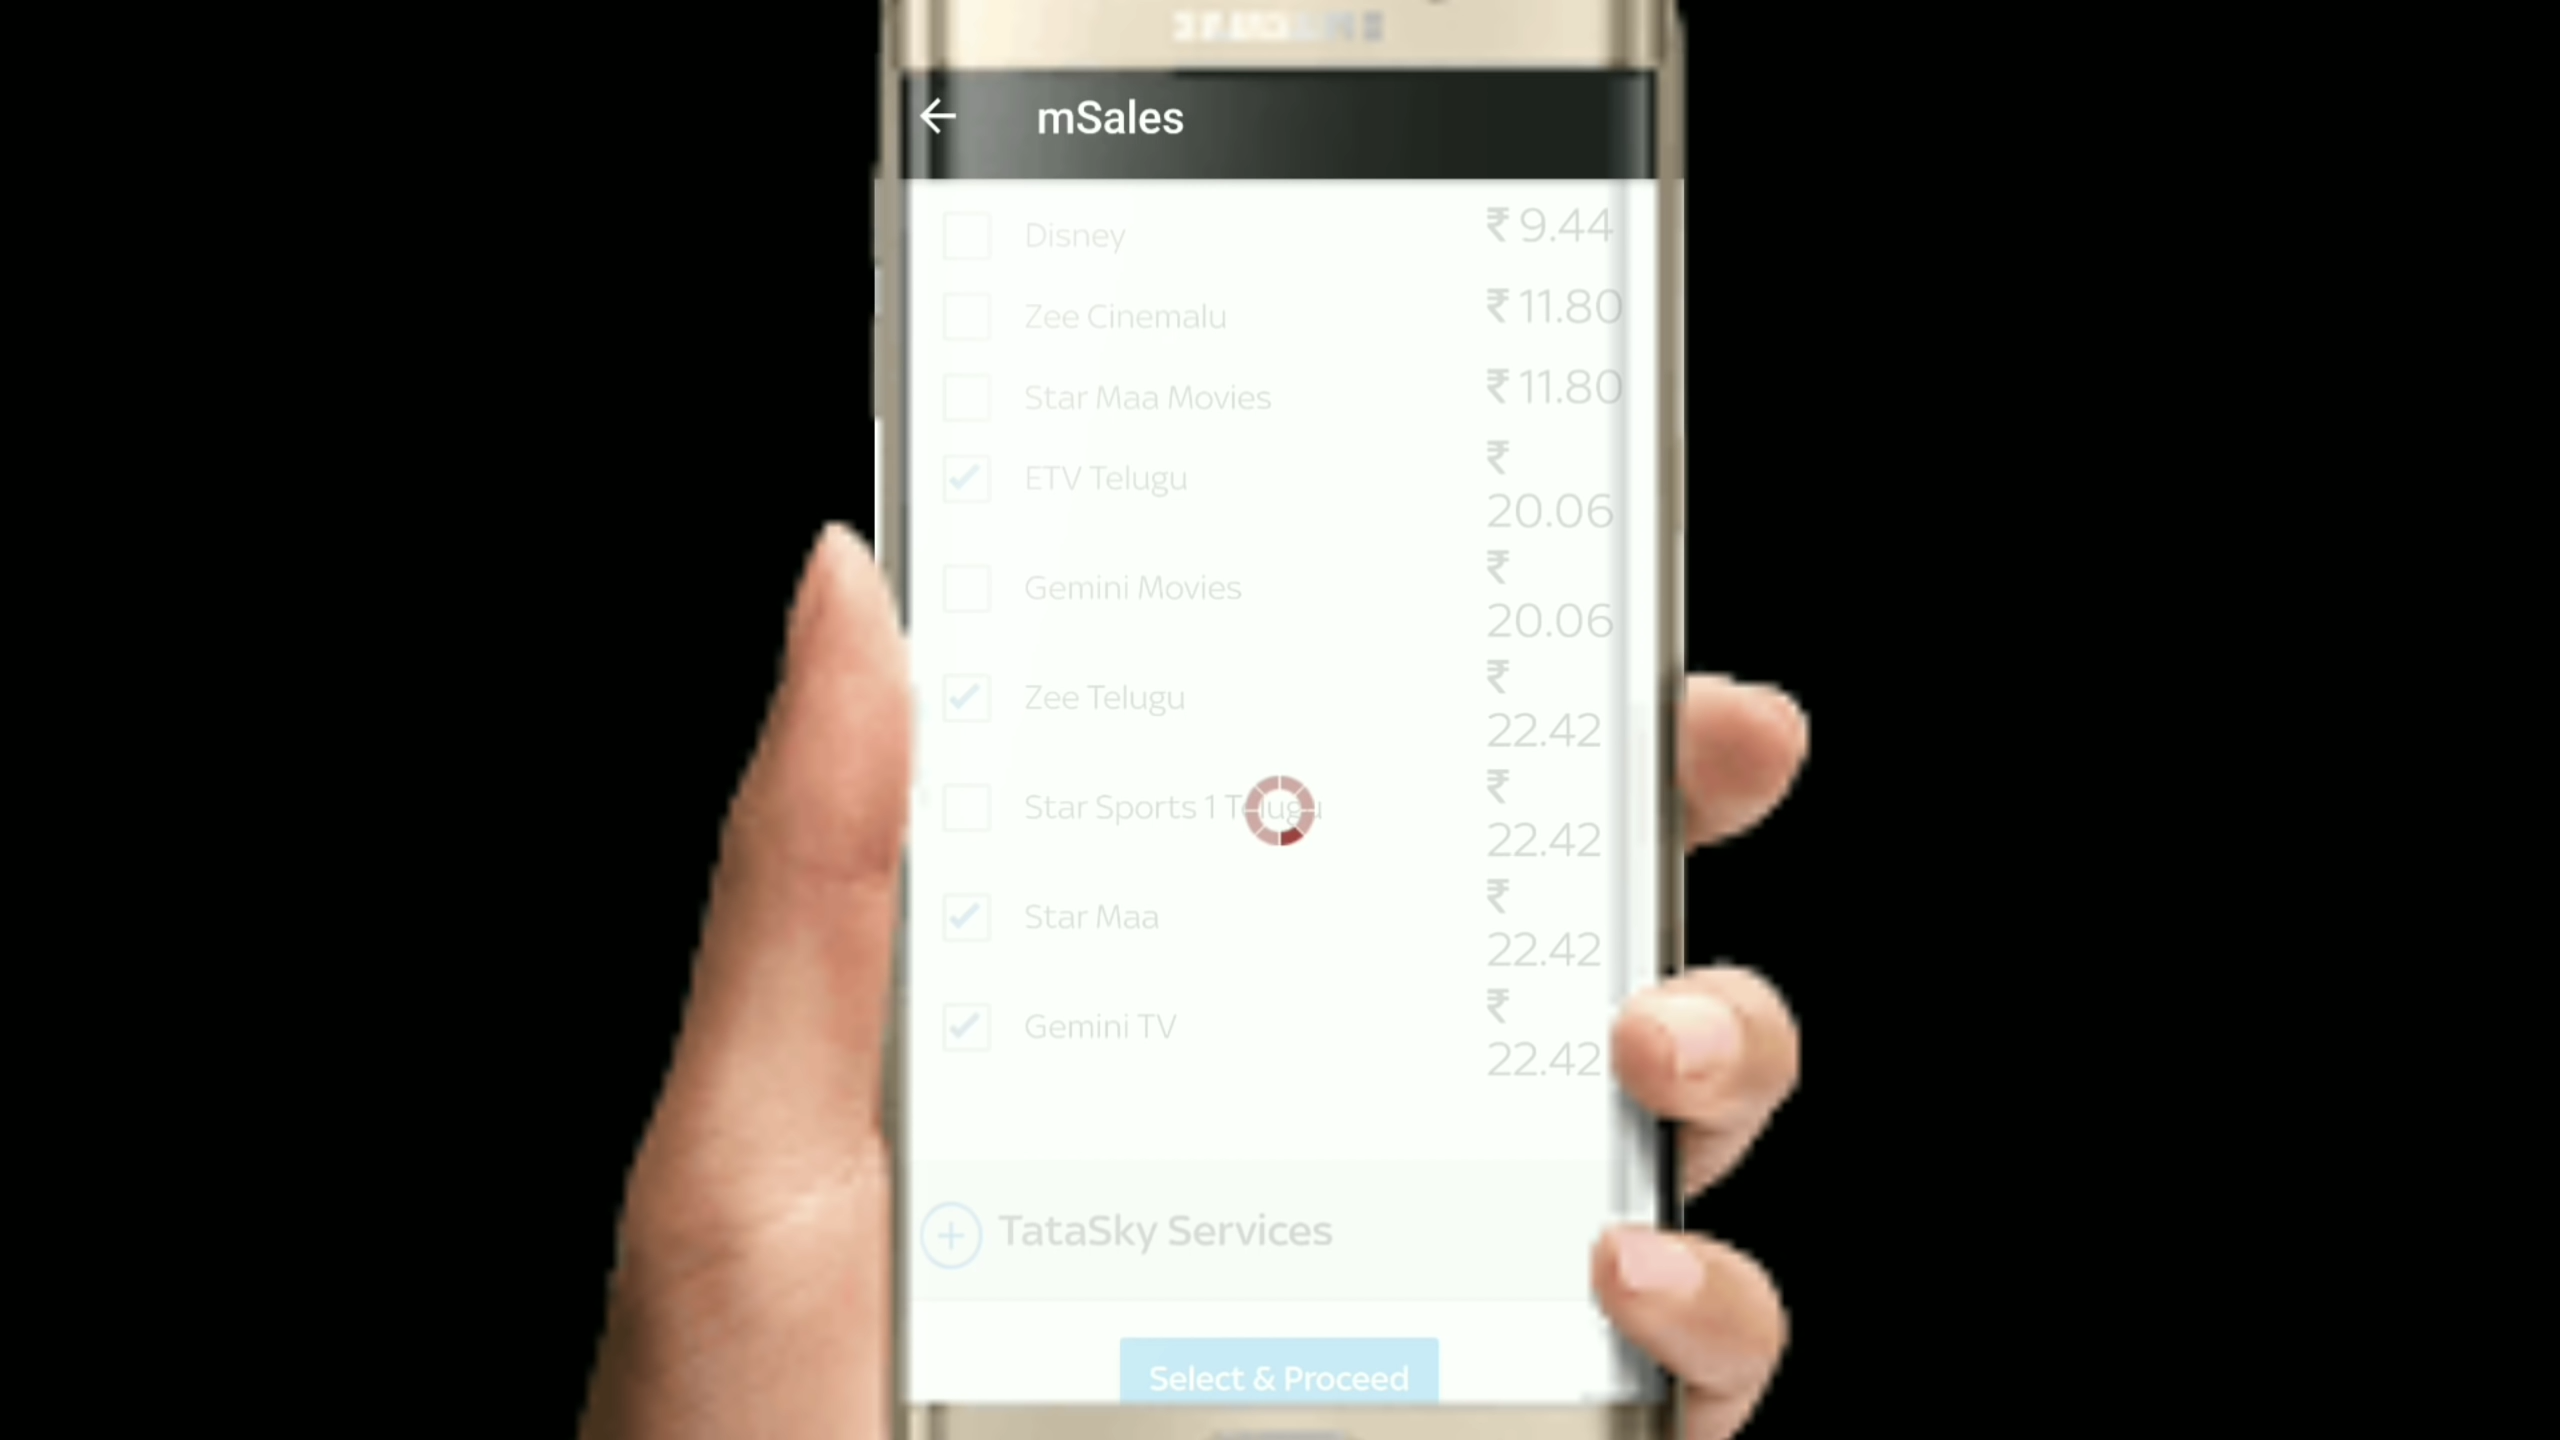 mSales
Disney ₹ 9.44
Zee Cinemalu ₹ 11.80
Star Maa Movies ₹ 11.80
ETV Telugu ₹ 20.06
Gemini Movies ₹ 20.06
Zee Telugu ₹ 22.42
Star Sports 1 Telugu ₹ 22.42
Star Maa ₹ 22.42
Gemini TV ₹ 22.42
TataSky Services
Select & Proceed